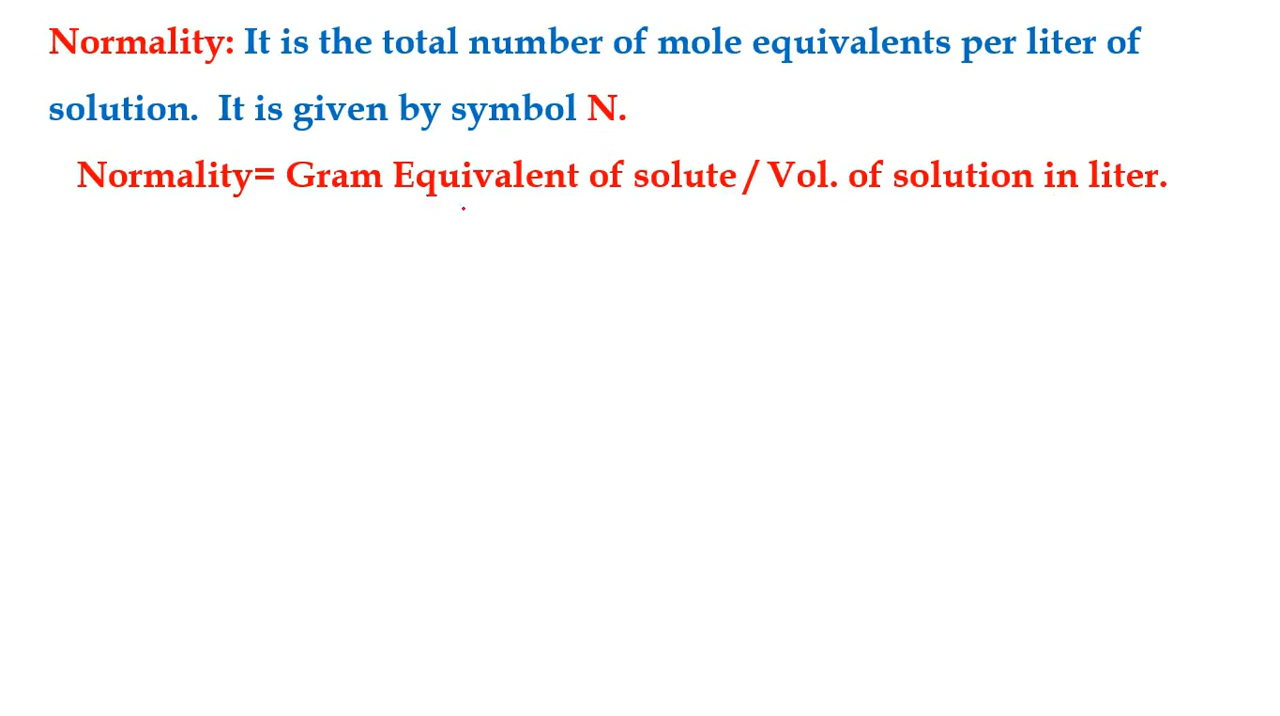 Normality: It is the total number of mole equivalents per liter of
solution.  It is given by symbol N.
Normality= Gram Equivalent of solute / Vol. of solution in liter.